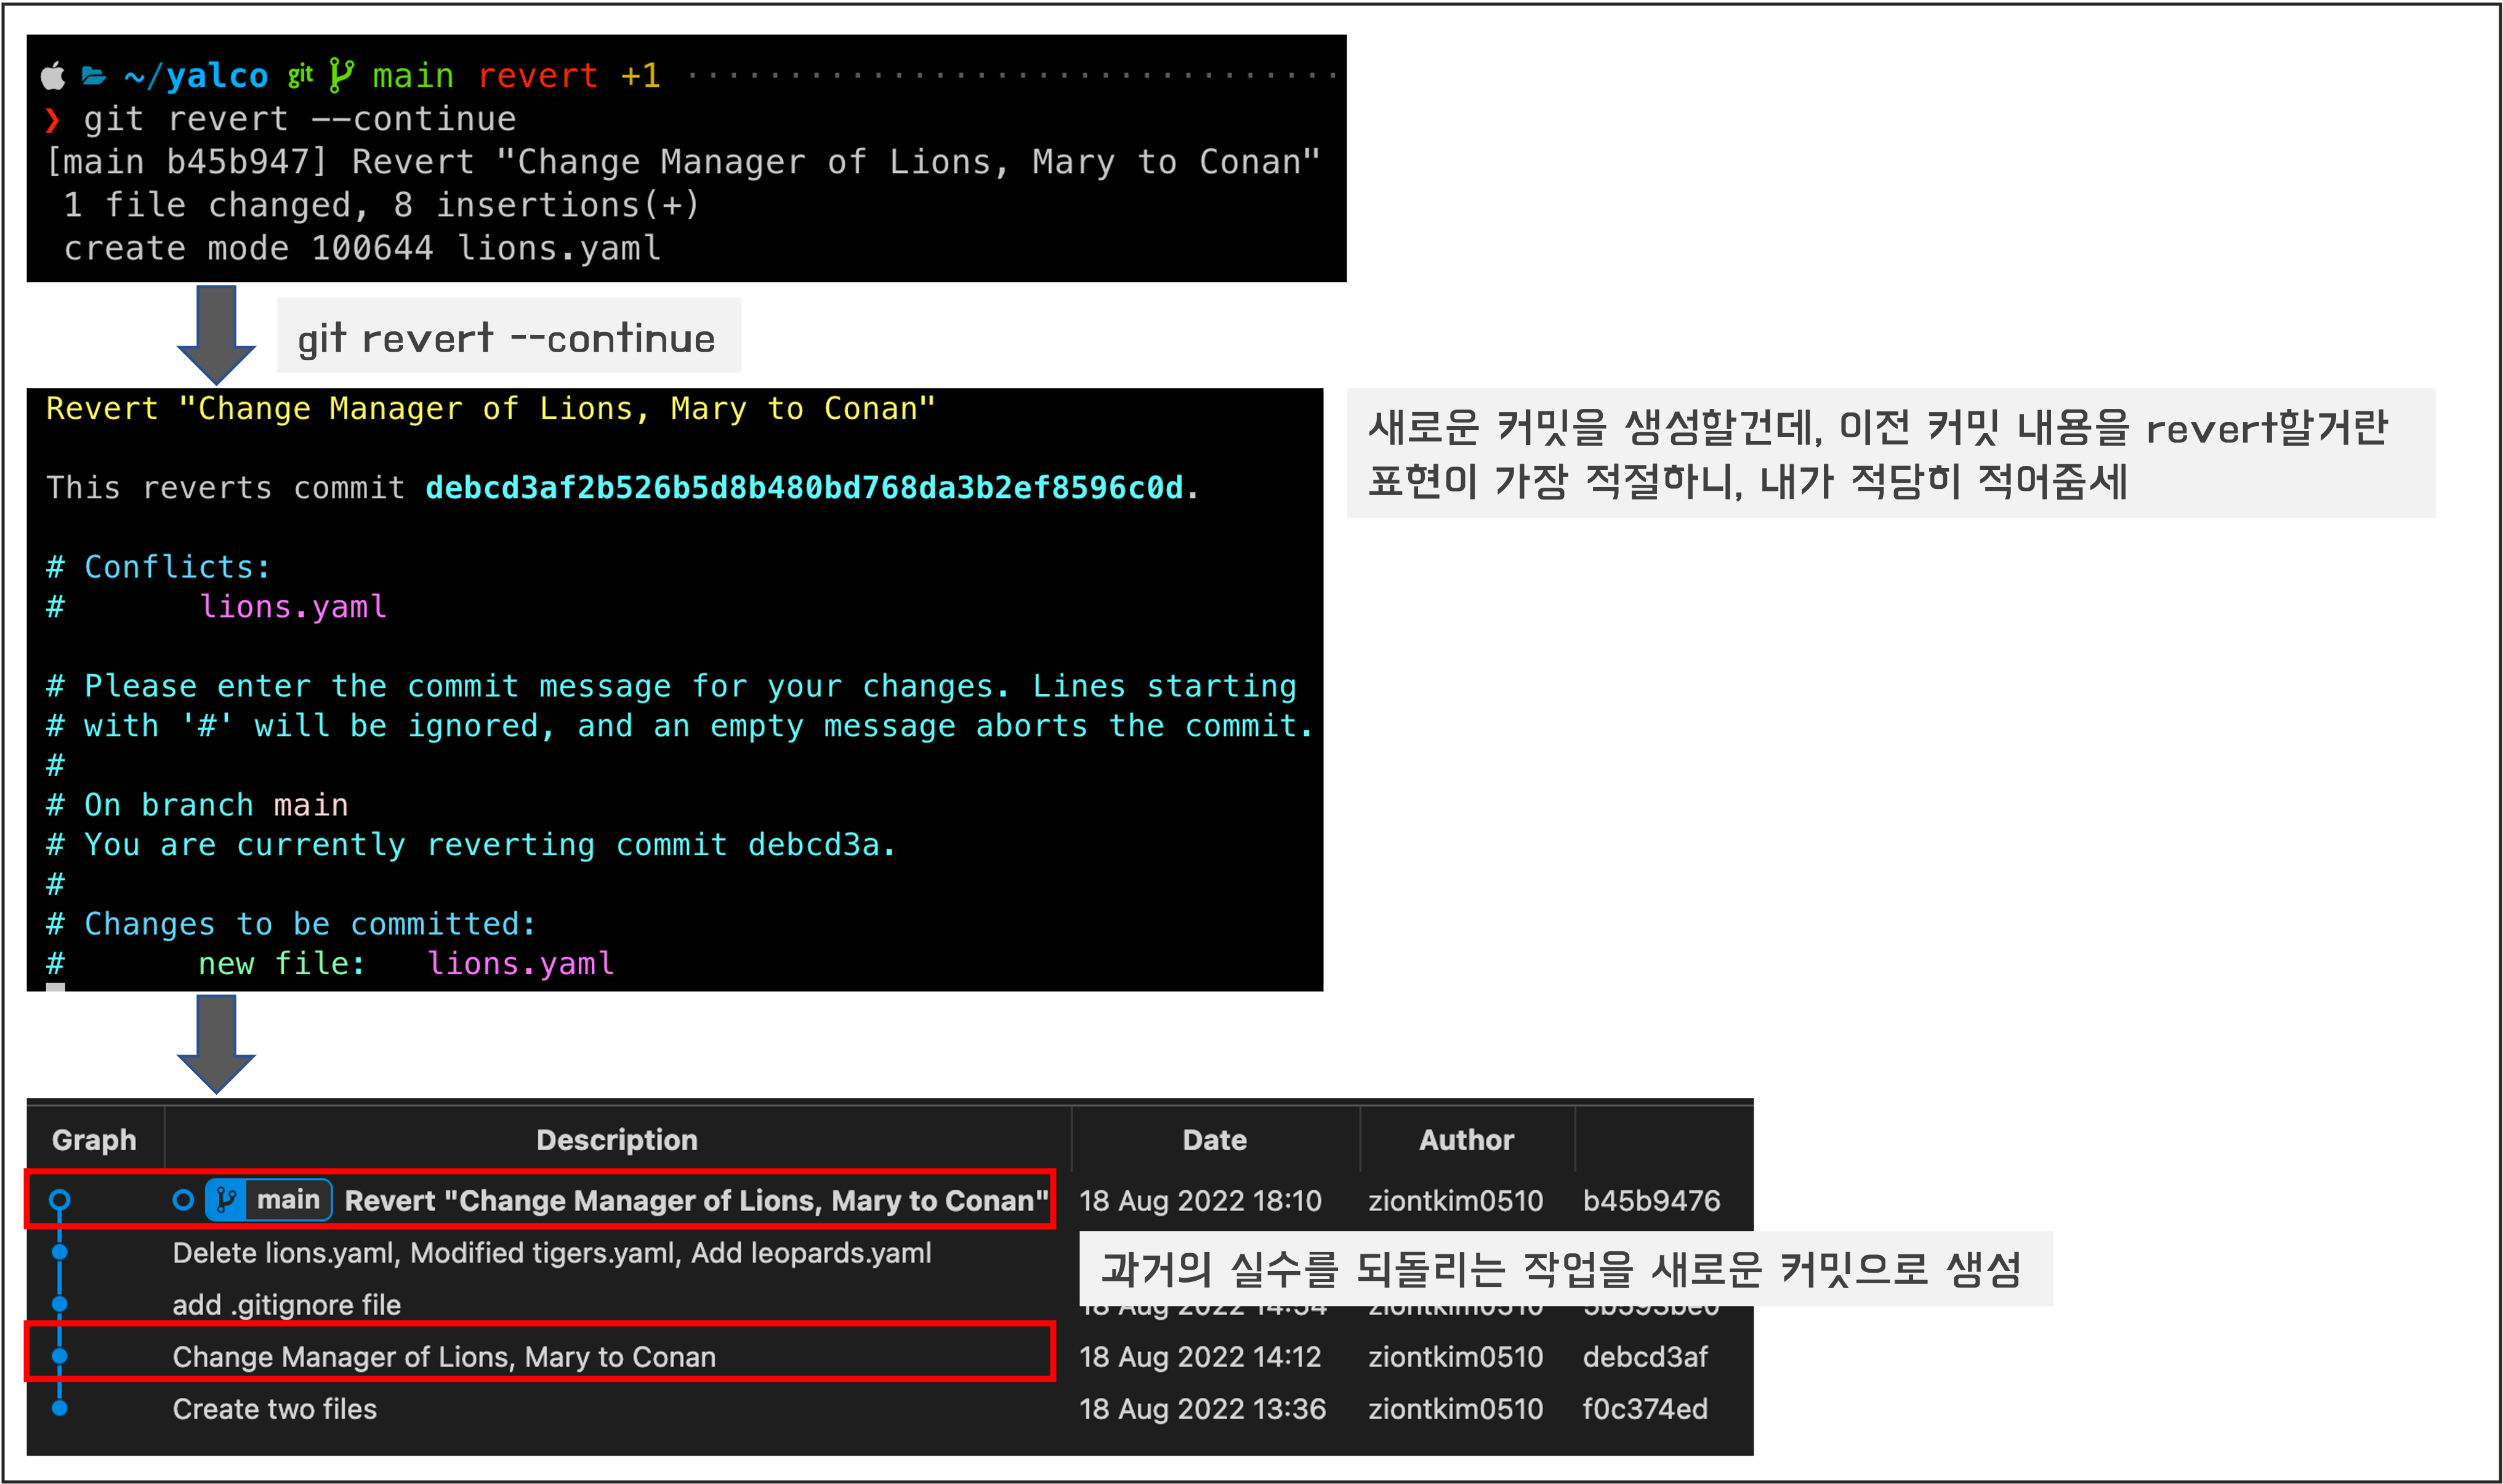 ~/yalco git main revert +1
❯ git revert --continue
[main b45b947] Revert "Change Manager of Lions, Mary to Conan"
1 file changed, 8 insertions(+)
create mode 100644 lions.yaml
git revert --continue
Revert "Change Manager of Lions, Mary to Conan"
This reverts commit debcd3af2b526b5d8b480bd768da3b2ef8596c0d.
# Conflicts:
#       lions.yaml
# Please enter the commit message for your changes. Lines starting
# with '#' will be ignored, and an empty message aborts the commit.
#
# On branch main
# You are currently reverting commit debcd3a.
#
# Changes to be committed:
#       new file:   lions.yaml
새로운 커밋을 생성할건데, 이전 커밋 내용을 revert할거란
표현이 가장 적절하니, 내가 적당히 적어줌세
Graph Description Date Author
main Revert "Change Manager of Lions, Mary to Conan" 18 Aug 2022 18:10 ziontkim0510 b45b9476
Delete lions.yaml, Modified tigers.yaml, Add leopards.yaml
과거의 실수를 되돌리는 작업을 새로운 커밋으로 생성
add .gitignore file 18 Aug 2022 ziontkim0510
Change Manager of Lions, Mary to Conan 18 Aug 2022 14:12 ziontkim0510 debcd3af
Create two files 18 Aug 2022 13:36 ziontkim0510 f0c374ed